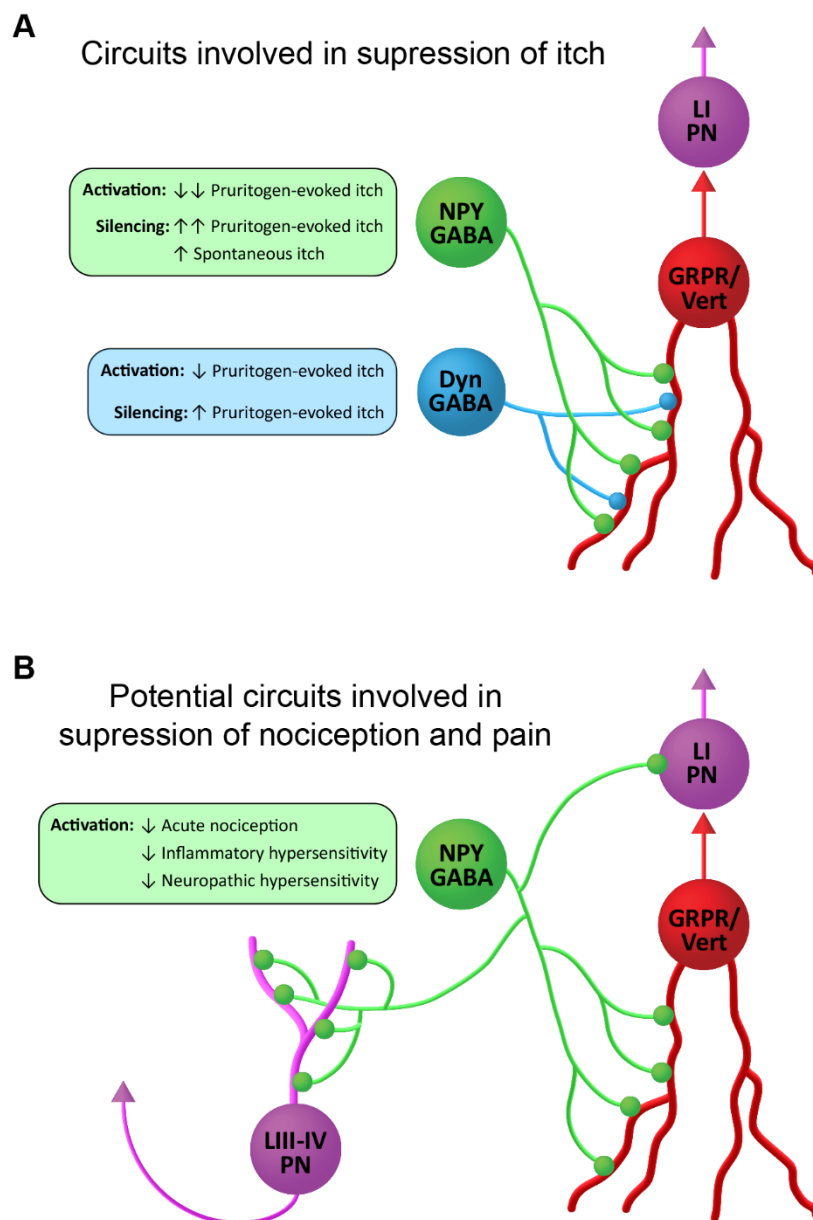 A
Circuits involved in supression of itch
LI
PN
Activation: ↓↓ Pruritogen-evoked itch
Silencing: ↑↑ Pruritogen-evoked itch
↑ Spontaneous itch
NPY
GABA
GRPR/
Vert
Activation: ↓ Pruritogen-evoked itch
Silencing: ↑ Pruritogen-evoked itch
Dyn
GABA
B
Potential circuits involved in
supression of nociception and pain
LI
PN
Activation: ↓ Acute nociception
↓ Inflammatory hypersensitivity
↓ Neuropathic hypersensitivity
NPY
GABA
GRPR/
Vert
LIII-IV
PN